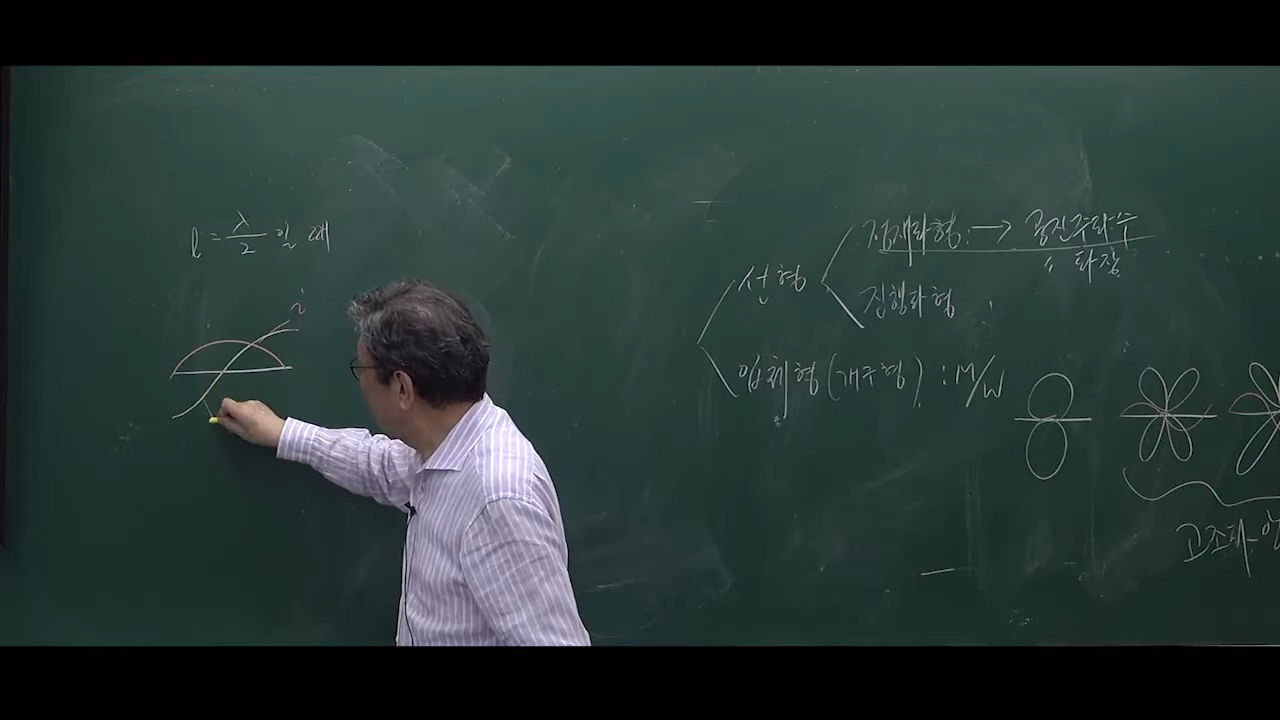 l = λ/2 일 때
i
선형
정재파형 → 공진주파수
〃 파장
진행파형
입체형(개구형) : M/W
고조파